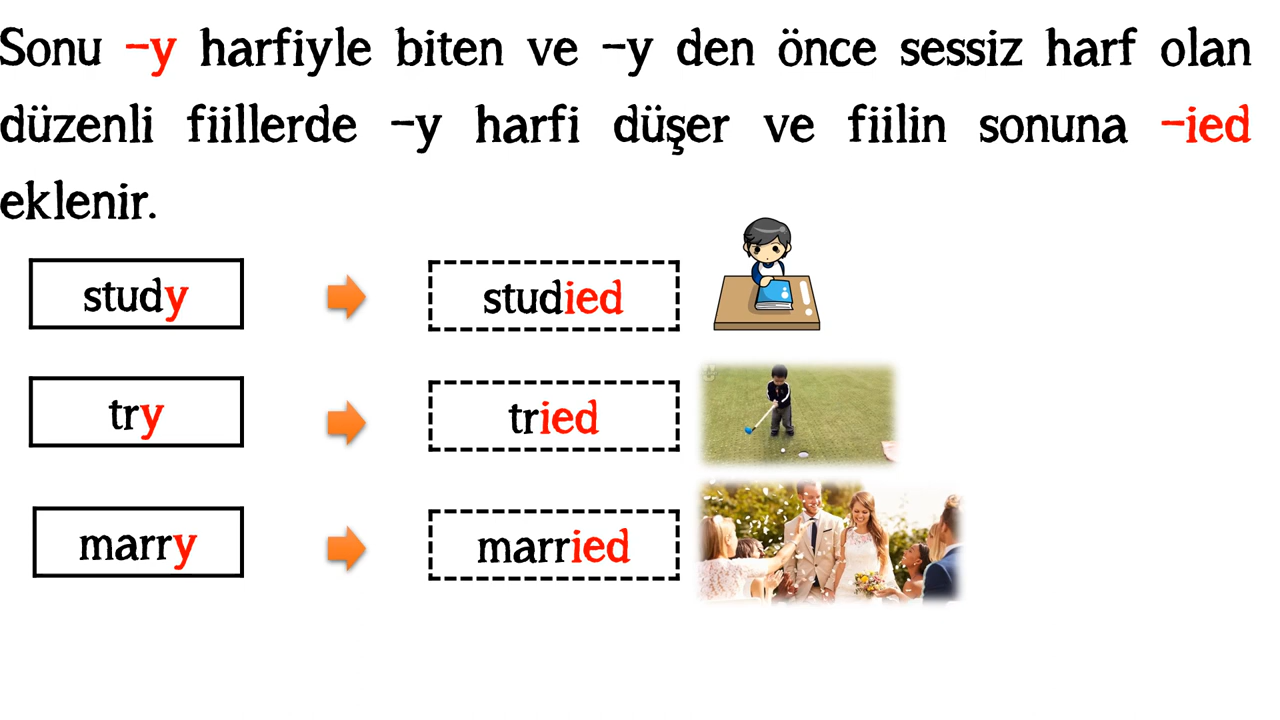 Sonu -y harfiyle biten ve -y den önce sessiz harf olan
düzenli fiillerde -y harfi düşer ve fiilin sonuna -ied
eklenir.
study
studied
try
tried
marry
married